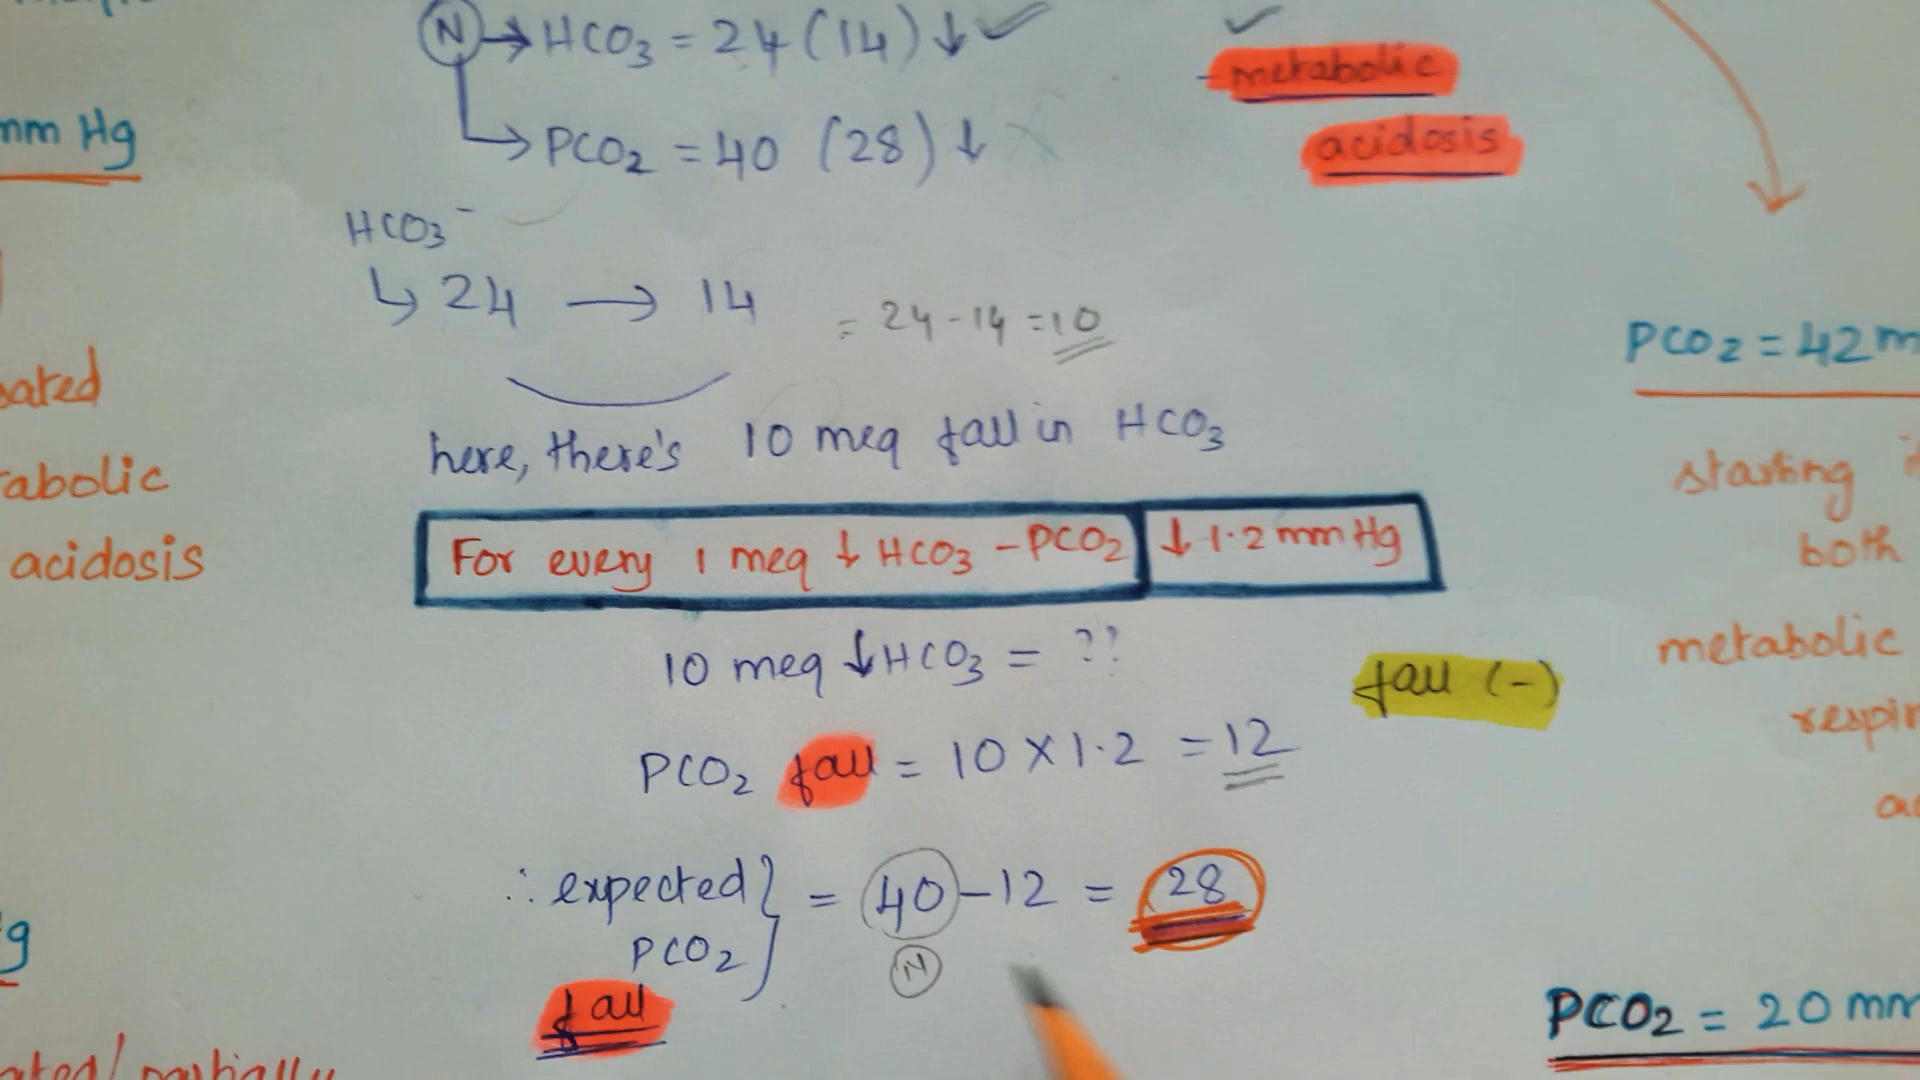 N → HCO3 = 24 (14) ↓ ✓
→ PCO2 = 40 (28) ↓
✓
- metabolic
acidosis
mm Hg
HCO3 -
↳ 24 → 14 = 24-14 = 10
here, there's 10 meq fall in HCO3
For every 1 meq ↓ HCO3 - PCO2 ↓ 1.2 mm Hg
10 meq ↓ HCO3 = ??
fall (-)
PCO2 fall = 10 X 1.2 = 12
∴ expected } = 40 - 12 = 28
PCO2
N
fall
abolic
acidosis
g
PCO2 = 42 m
starting
both
metabolic
respir
PCO2 = 20 mm